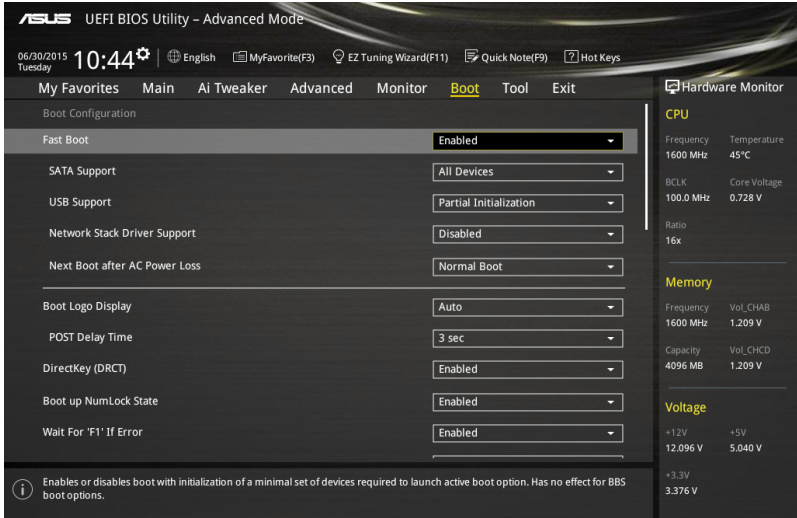 ASUS UEFI BIOS Utility – Advanced Mode
06/30/2015
Tuesday
10:44
English
MyFavorite(F3)
EZ Tuning Wizard(F11)
Quick Note(F9)
? Hot Keys
My Favorites Main Ai Tweaker Advanced Monitor Boot Tool Exit
Boot Configuration
Fast Boot Enabled
SATA Support All Devices
USB Support Partial Initialization
Network Stack Driver Support Disabled
Next Boot after AC Power Loss Normal Boot
Boot Logo Display Auto
POST Delay Time 3 sec
DirectKey (DRCT) Enabled
Boot up NumLock State Enabled
Wait For 'F1' If Error Enabled
i
Enables or disables boot with initialization of a minimal set of devices required to launch active boot option. Has no effect for BBS
boot options.
Hardware Monitor
CPU
Frequency Temperature
1600 MHz 45°C
BCLK Core Voltage
100.0 MHz 0.728 V
Ratio
16x
Memory
Frequency Vol_CHAB
1600 MHz 1.209 V
Capacity Vol_CHCD
4096 MB 1.209 V
Voltage
+12V +5V
12.096 V 5.040 V
+3.3V
3.376 V